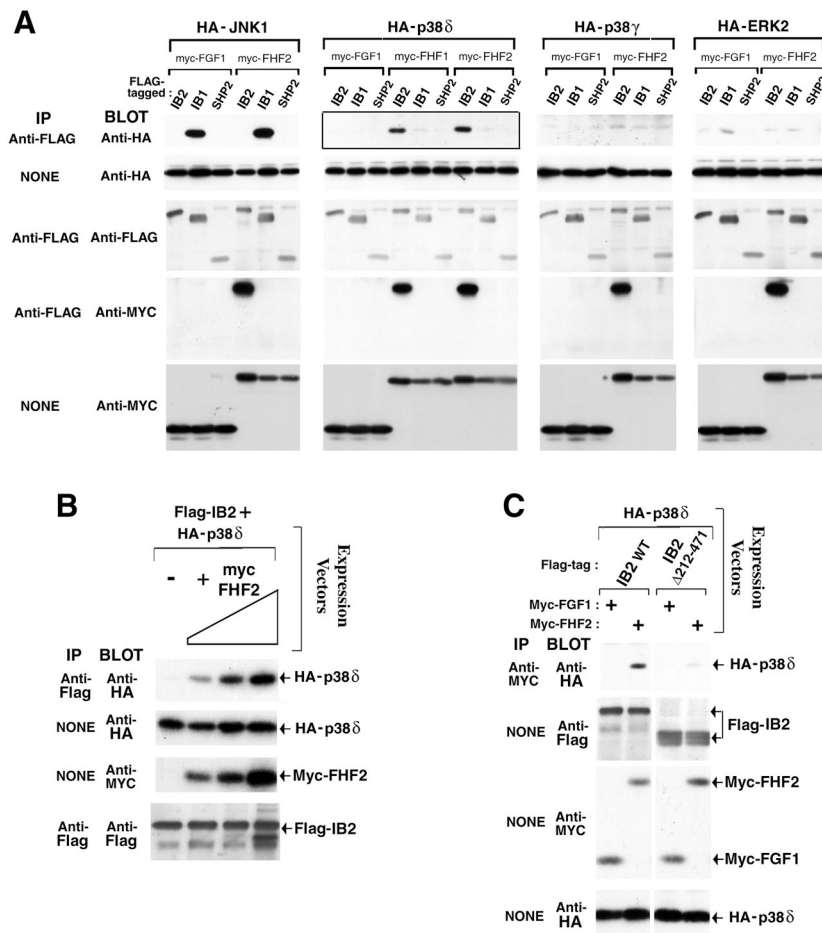 A
HA-JNK1 HA-p38δ HA-p38γ HA-ERK2
myc-FGF1 myc-FHF2 myc-FGF1 myc-FHF1 myc-FHF2 myc-FGF1 myc-FHF2 myc-FGF1 myc-FHF2
FLAG-
tagged : IB2 IB1 SHP2 IB2 IB1 SHP2 IB2 IB1 SHP2 IB2 IB1 SHP2 IB2 IB1 SHP2 IB2 IB1 SHP2 IB2 IB1 SHP2 IB2 IB1 SHP2 IB2 IB1 SHP2
IP BLOT
Anti-FLAG Anti-HA
NONE Anti-HA
Anti-FLAG Anti-FLAG
Anti-FLAG Anti-MYC
NONE Anti-MYC
B
Flag-IB2 +
HA-p38δ
- + myc
FHF2
Expression
Vectors
IP BLOT
Anti-
Flag Anti-
HA HA-p38δ
NONE Anti-
HA HA-p38δ
NONE Anti-
MYC Myc-FHF2
Anti-
Flag Anti-
Flag Flag-IB2
C
HA-p38δ
Flag-tag : IB2 WT IB2
Δ212-471
Expression
Vectors
Myc-FGF1 : + +
Myc-FHF2 : + +
IP BLOT
Anti-
MYC Anti-
HA HA-p38δ
NONE Anti-
Flag Flag-IB2
NONE Anti-
MYC Myc-FHF2
Myc-FGF1
NONE Anti-
HA HA-p38δ